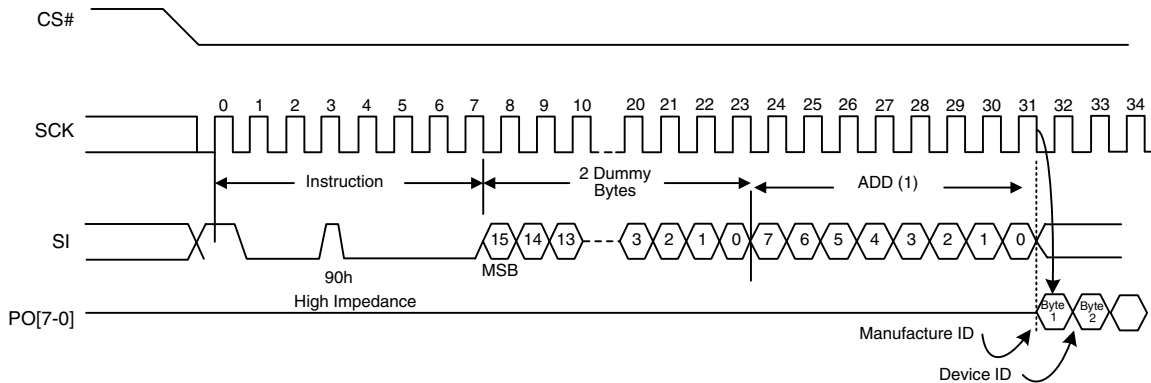 CS#
0 1 2 3 4 5 6 7 8 9 10 20 21 22 23 24 25 26 27 28 29 30 31 32 33 34
SCK
Instruction
2 Dummy
Bytes
ADD (1)
SI
15 14 13 3 2 1 0 7 6 5 4 3 2 1 0
MSB
90h
High Impedance
PO[7-0]
Byte
1
Byte
2
Manufacture ID
Device ID